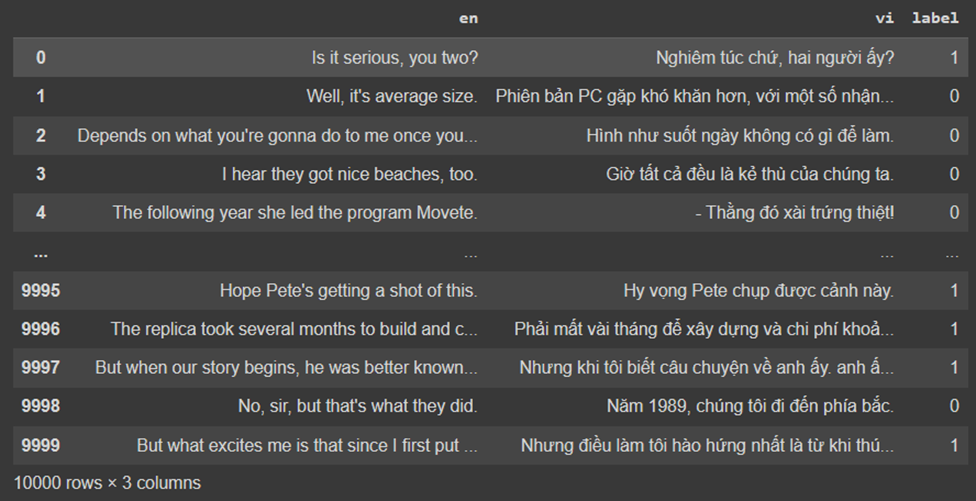 en vi label
0 Is it serious, you two? Nghiêm túc chứ, hai người ấy? 1
1 Well, it's average size. Phiên bản PC gặp khó khăn hơn, với một số nhận... 0
2 Depends on what you're gonna do to me once you... Hình như suốt ngày không có gì để làm. 0
3 I hear they got nice beaches, too. Giờ tất cả đều là kẻ thù của chúng ta. 0
4 The following year she led the program Movete. - Thằng đó xài trứng thiệt! 0
... ... ... ...
9995 Hope Pete's getting a shot of this. Hy vọng Pete chụp được cảnh này. 1
9996 The replica took several months to build and c... Phải mất vài tháng để xây dựng và chi phí khoả... 1
9997 But when our story begins, he was better known... Nhưng khi tôi biết câu chuyện về anh ấy. anh ấ... 1
9998 No, sir, but that's what they did. Năm 1989, chúng tôi đi đến phía bắc. 0
9999 But what excites me is that since I first put ... Nhưng điều làm tôi hào hứng nhất là từ khi thú... 1
10000 rows × 3 columns